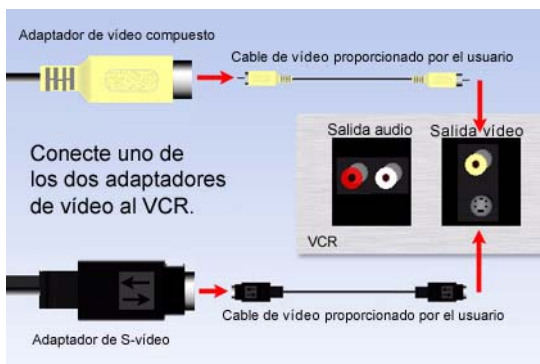 Adaptador de vídeo compuesto
Cable de vídeo proporcionado por el usuario
Salida audio
Salida vídeo
Conecte uno de
los dos adaptadores
de vídeo al VCR.
VCR
Cable de vídeo proporcionado por el usuario
Adaptador de S-vídeo